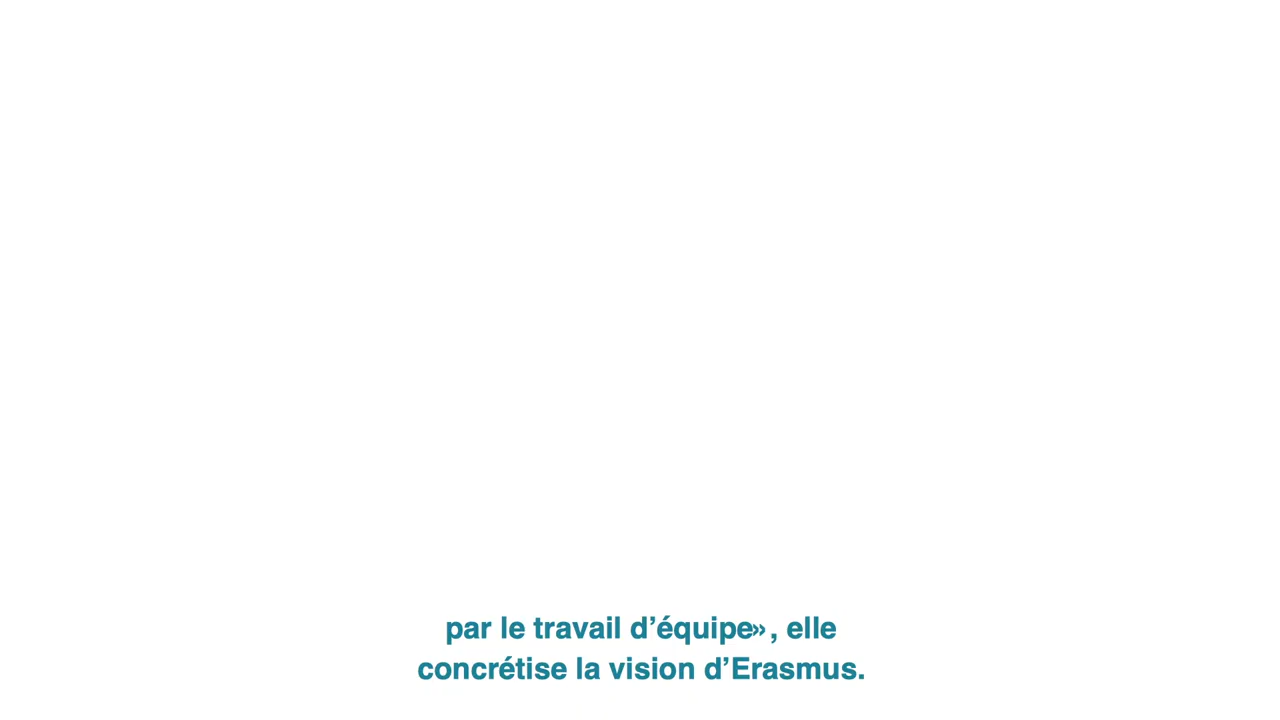 par le travail d’équipe», elle
concrétise la vision d’Erasmus.